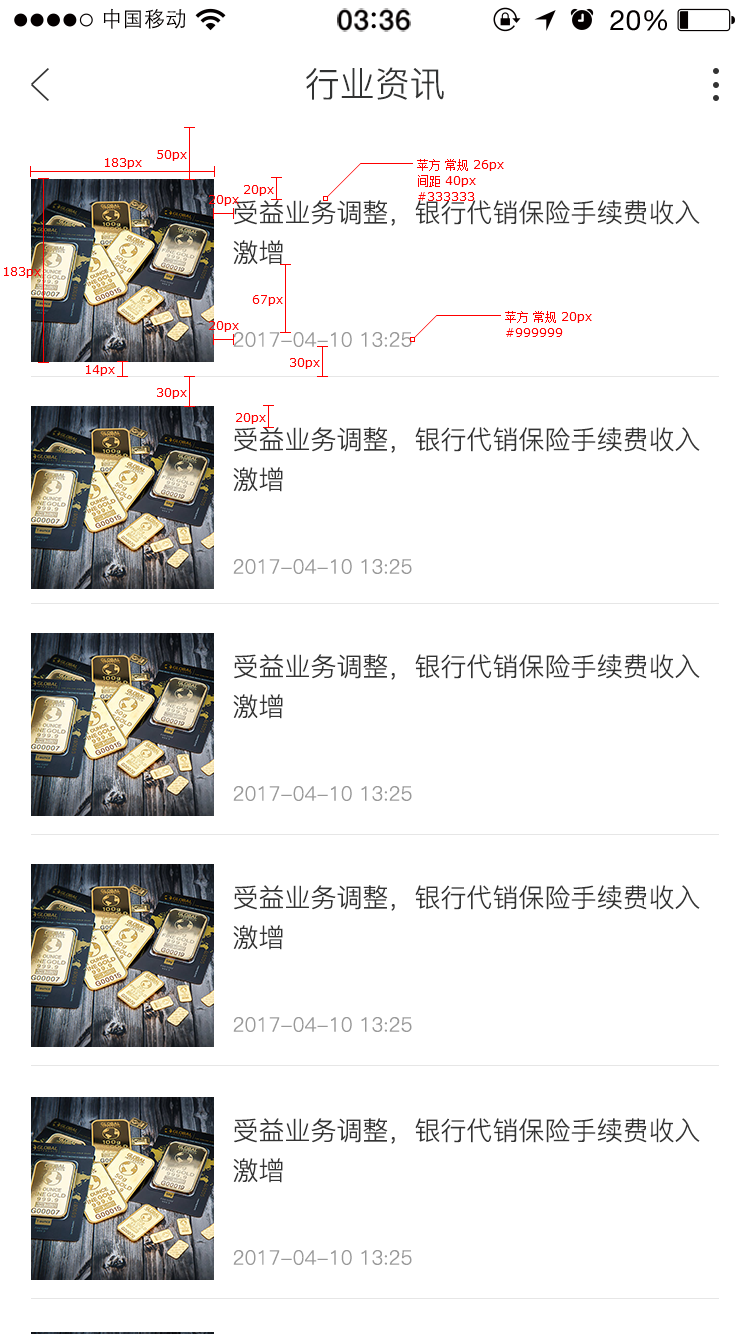 中国移动 03:36 20%
行业资讯
50px
183px
苹方 常规 26px
间距 40px
#333333
20px
20px
受益业务调整，银行代销保险手续费收入
激增
183px
67px
苹方 常规 20px
#999999
20px
2017-04-10 13:25
30px
14px
30px
20px
受益业务调整，银行代销保险手续费收入
激增
2017-04-10 13:25
受益业务调整，银行代销保险手续费收入
激增
2017-04-10 13:25
受益业务调整，银行代销保险手续费收入
激增
2017-04-10 13:25
受益业务调整，银行代销保险手续费收入
激增
2017-04-10 13:25